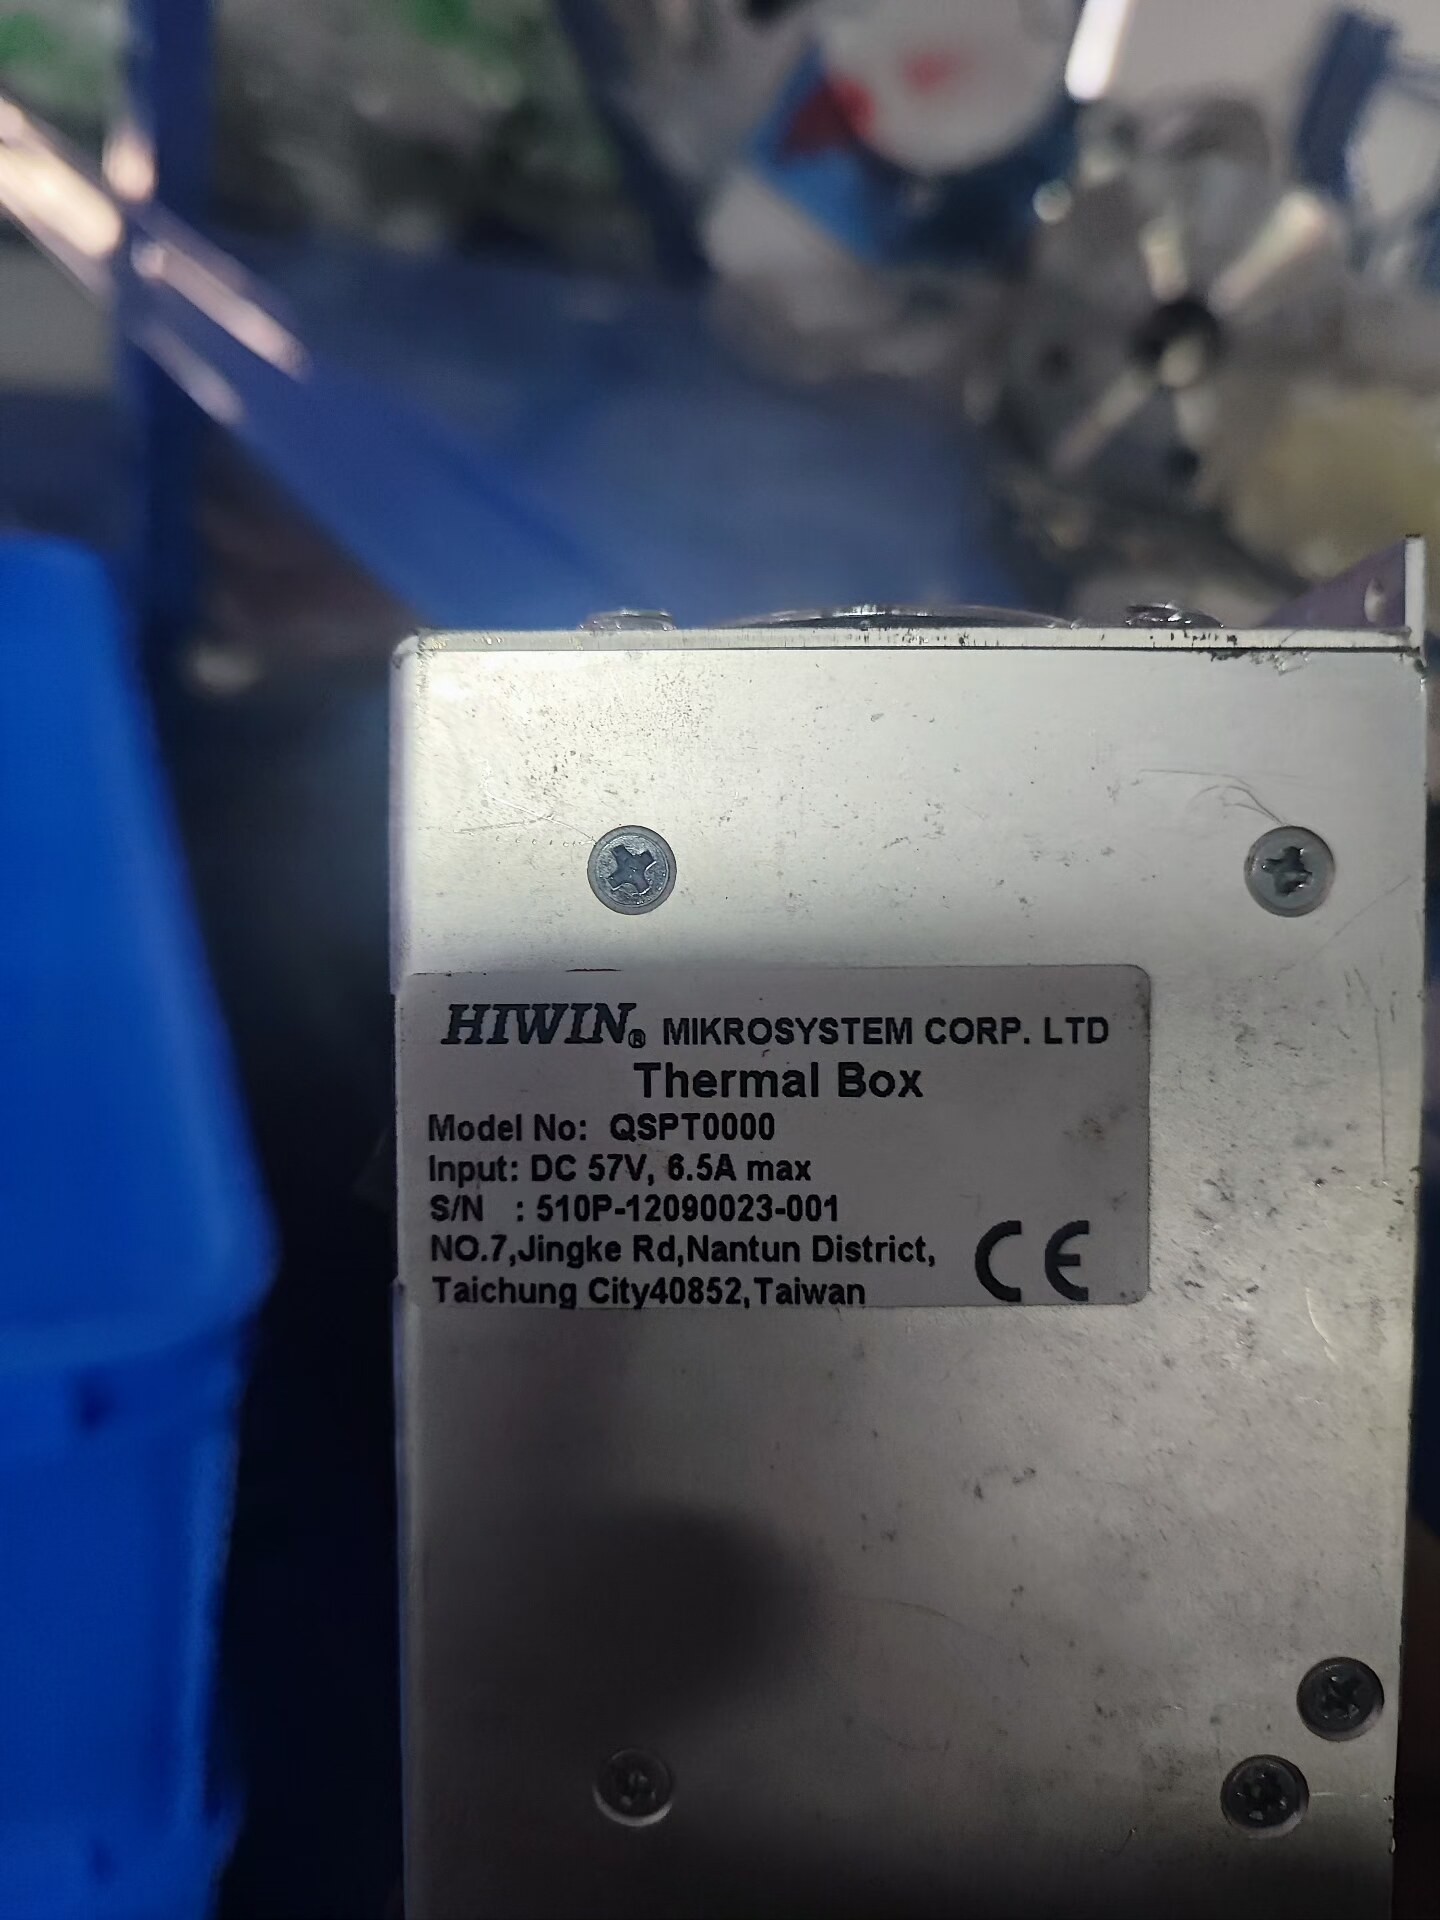 HIWIN® MIKROSYSTEM CORP. LTD
Thermal Box
Model No: QSPT0000
Input: DC 57V, 6.5A max
S/N : 510P-12090023-001
NO.7,Jingke Rd,Nantun District,
Taichung City40852,Taiwan
CE